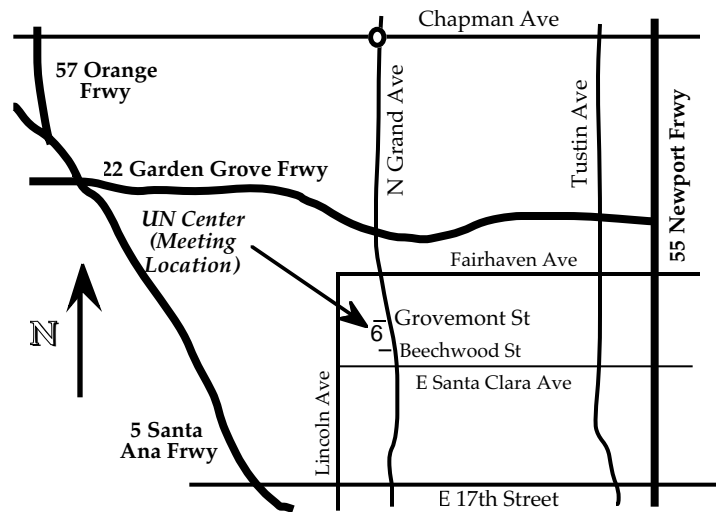 Chapman Ave
57 Orange
Frwy
N Grand Ave
Tustin Ave
55 Newport Frwy
22 Garden Grove Frwy
UN Center
(Meeting
Location)
Fairhaven Ave
N
6
Grovemont St
Beechwood St
E Santa Clara Ave
Lincoln Ave
5 Santa
Ana Frwy
E 17th Street